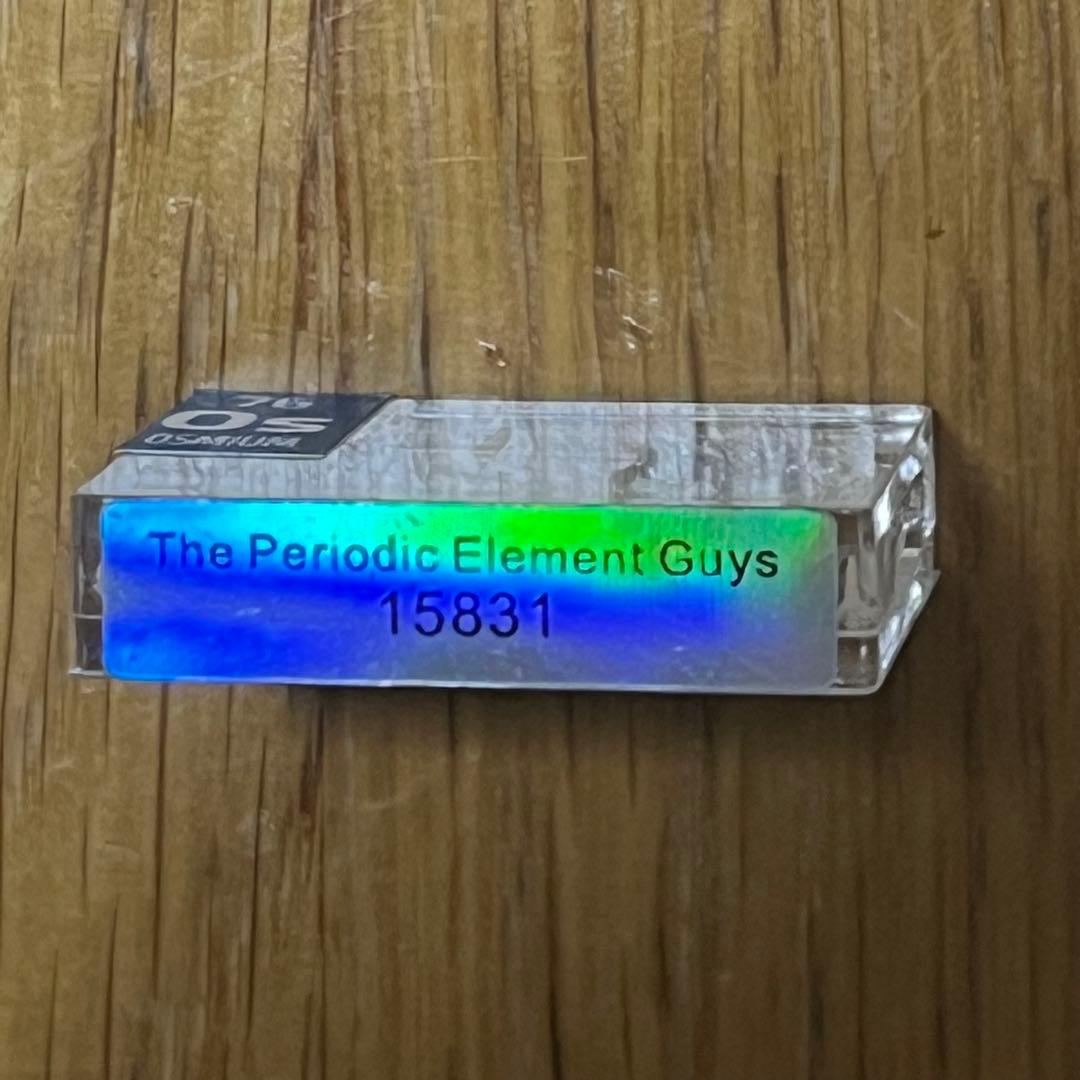 76
Os
OSMIUM
The Periodic Element Guys
15831